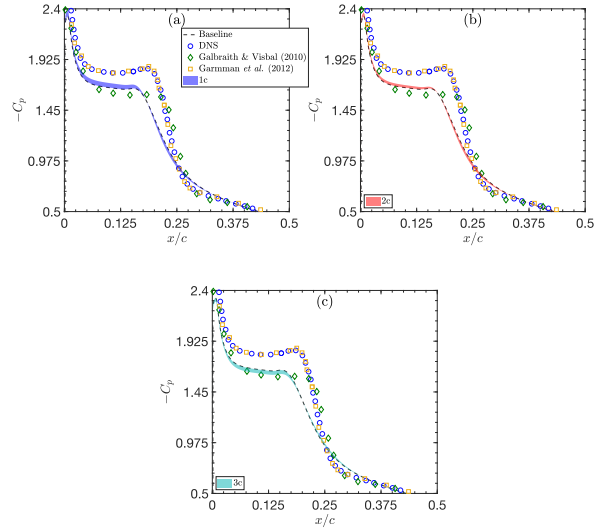 (a)
2.4
1.925
1.45
0.975
0.5
−Cp
0
0.125
0.25
0.375
0.5
x/c
Baseline
DNS
Galbraith & Visbal (2010)
Garmman et al. (2012)
1c
(b)
2.4
1.925
1.45
0.975
0.5
−Cp
0
0.125
0.25
0.375
0.5
x/c
2c
(c)
2.4
1.925
1.45
0.975
0.5
−Cp
0
0.125
0.25
0.375
0.5
x/c
3c